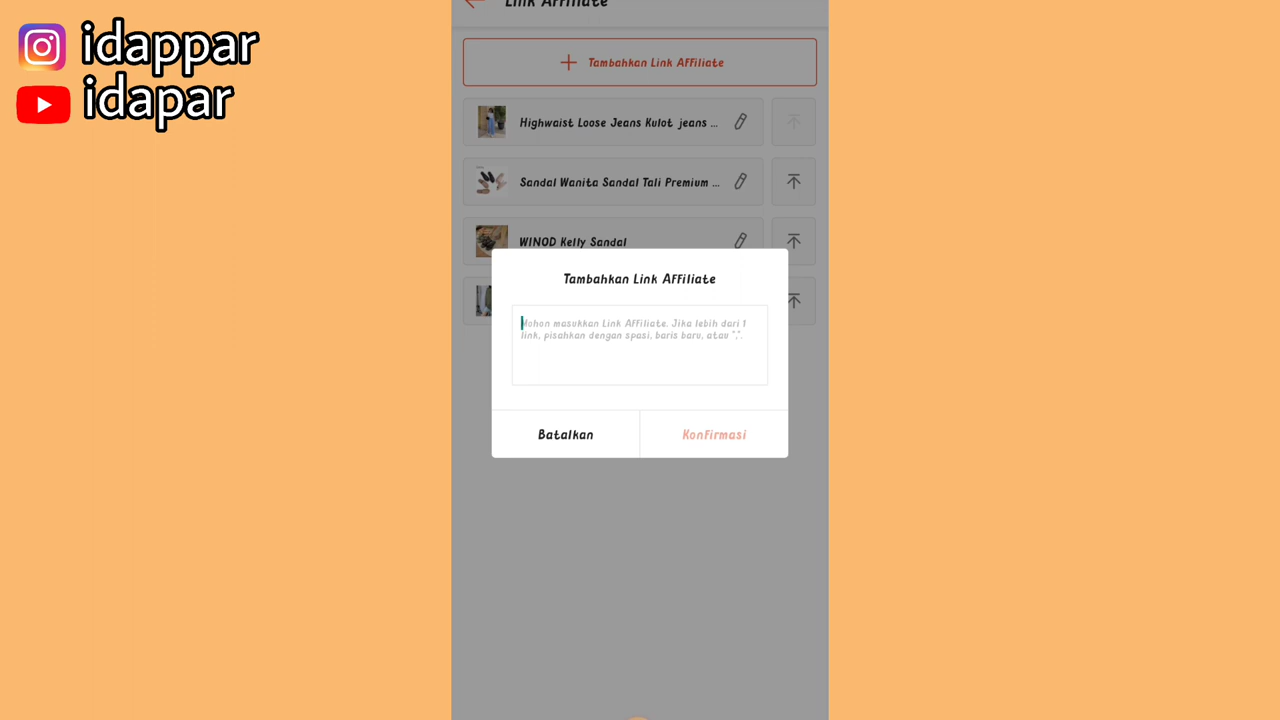 idappar
idapar
Link Affiliate
Tambahkan Link Affiliate
Highwaist Loose Jeans Kulot jeans ...
Sandal Wanita Sandal Tali Premium ...
WINOD Kelly Sandal
Tambahkan Link Affiliate
Mohon masukkan Link Affiliate. Jika lebih dari 1
link, pisahkan dengan spasi, baris baru, atau ",".
Batalkan
Konfirmasi